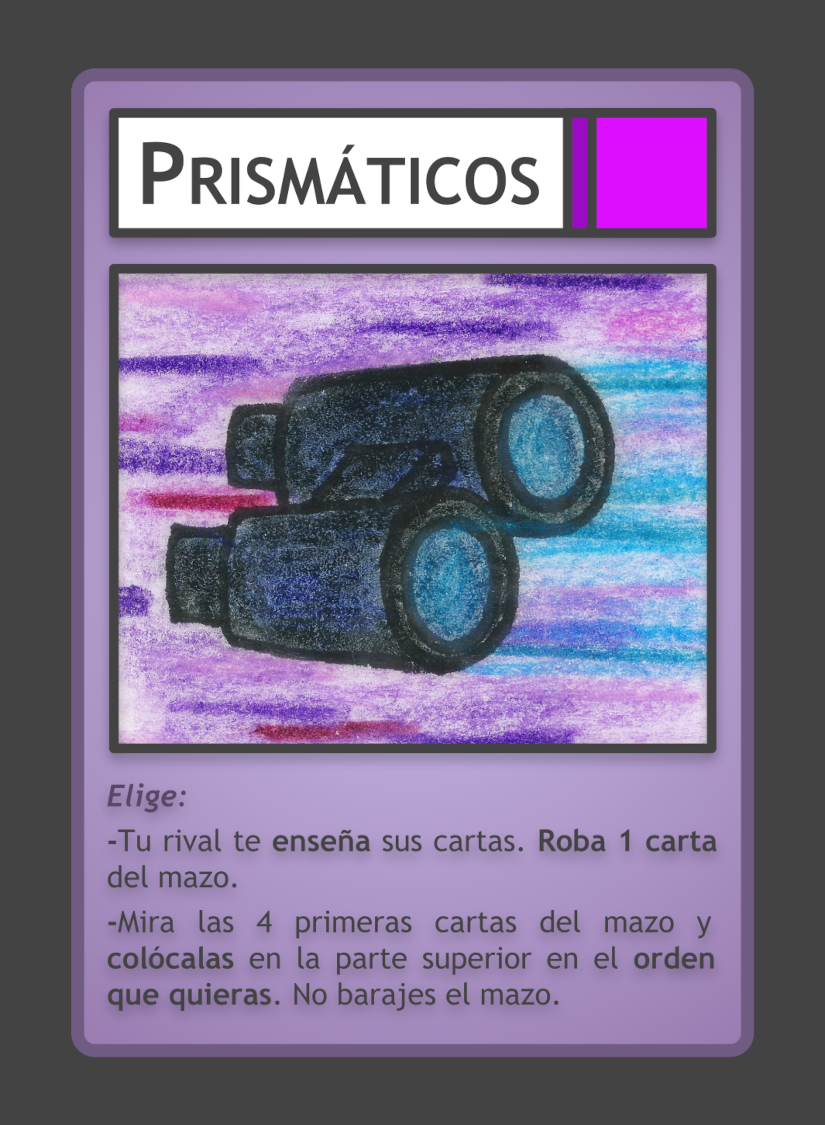 PRISMÁTICOS
Elige:
-Tu rival te enseña sus cartas. Roba 1 carta
del mazo.
-Mira las 4 primeras cartas del mazo y
colócalas en la parte superior en el orden
que quieras. No barajes el mazo.